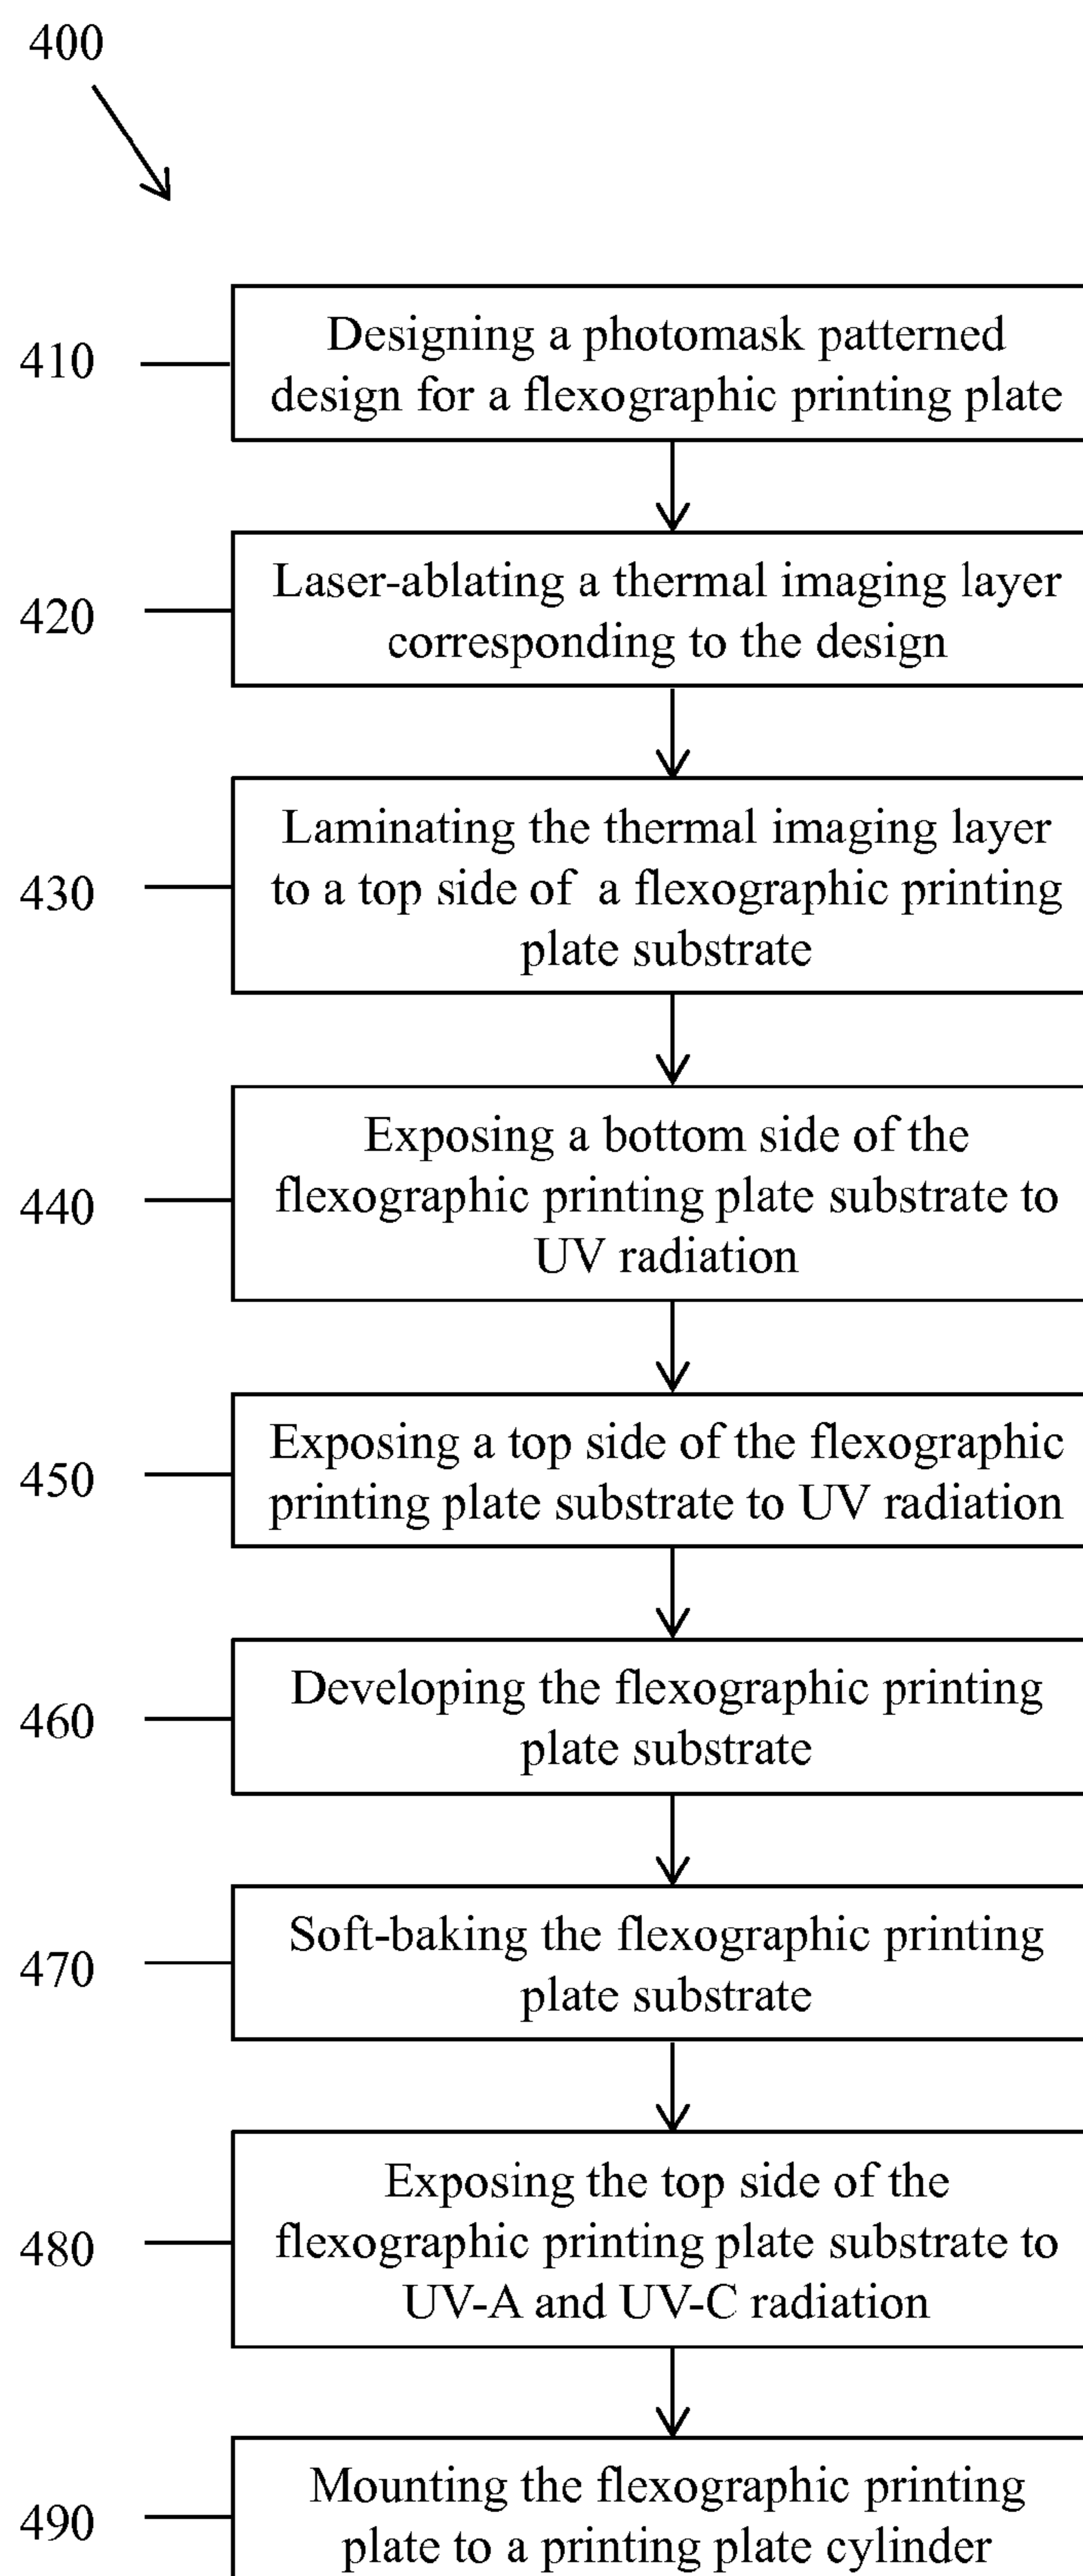 400
410
Designing a photomask patterned
design for a flexographic printing plate
420
Laser-ablating a thermal imaging layer
corresponding to the design
430
Laminating the thermal imaging layer
to a top side of a flexographic printing
plate substrate
440
Exposing a bottom side of the
flexographic printing plate substrate to
UV radiation
450
Exposing a top side of the flexographic
printing plate substrate to UV radiation
460
Developing the flexographic printing
plate substrate
470
Soft-baking the flexographic printing
plate substrate
480
Exposing the top side of the
flexographic printing plate substrate to
UV-A and UV-C radiation
490
Mounting the flexographic printing
plate to a printing plate cylinder